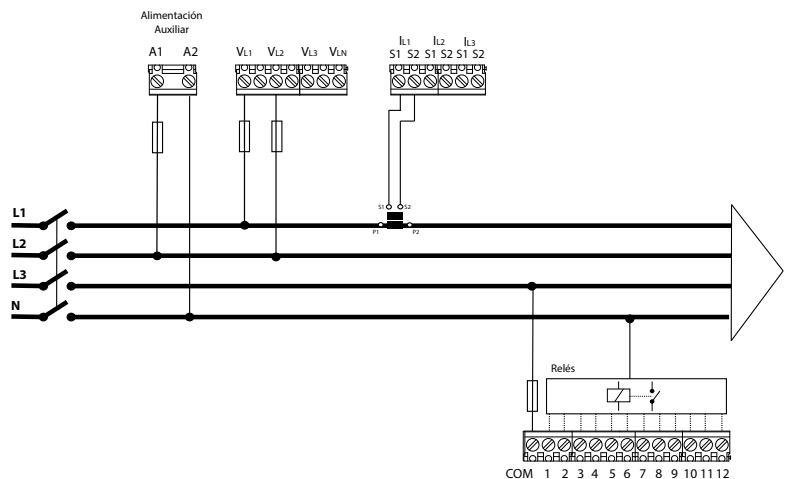 Alimentación
Auxiliar
A1 A2
VL1 VL2 VL3 VLN
IL1 IL2 IL3
S1 S2 S1 S2 S1 S2
S1 S2
L1
P1 P2
L2
L3
N
Relés
COM 1 2 3 4 5 6 7 8 9 10 11 12